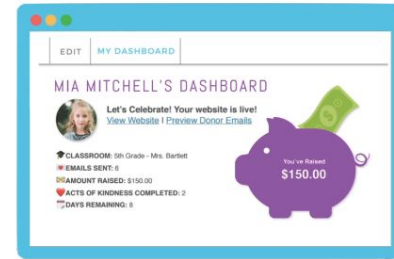 EDIT MY DASHBOARD
MIA MITCHELL'S DASHBOARD
Let's Celebrate! Your website is live!
View Website | Preview Donor Emails
CLASSROOM: 5th Grade - Mrs. Bartlett
EMAILS SENT: 6
AMOUNT RAISED: $150.00
ACTS OF KINDNESS COMPLETED: 2
DAYS REMAINING: 8
You've Raised
$150.00